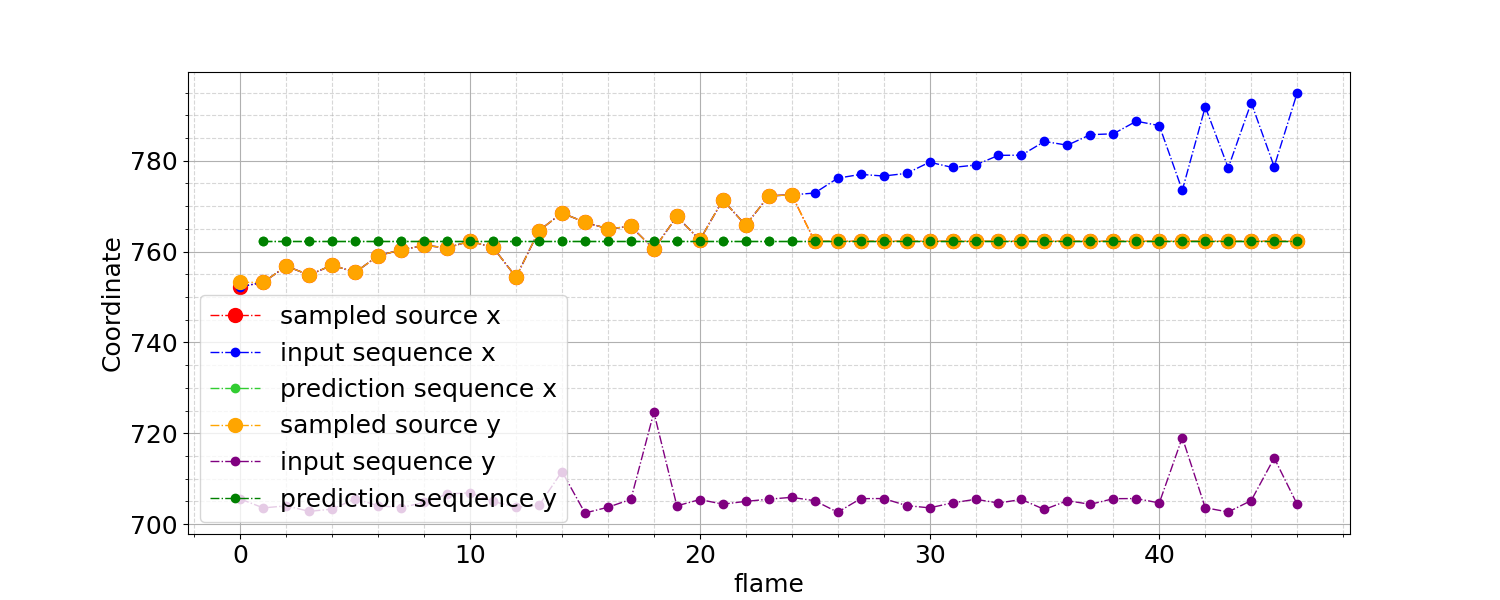 Coordinate
780
760
740
720
700
sampled source x
input sequence x
prediction sequence x
sampled source y
input sequence y
prediction sequence y
0 10 20 30 40
flame